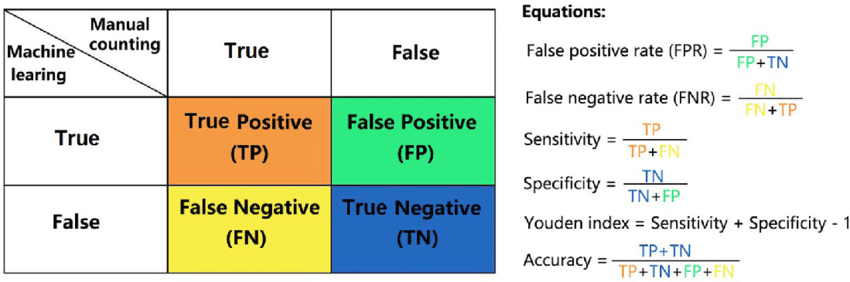 Manual
counting
Machine
learing
True
False
True
True Positive
(TP)
False Positive
(FP)
False
False Negative
(FN)
True Negative
(TN)
Equations:
False positive rate (FPR) = FP / FP+TN
False negative rate (FNR) = FN / FN+TP
Sensitivity = TP / TP+FN
Specificity = TN / TN+FP
Youden index = Sensitivity + Specificity - 1
Accuracy = TP+TN / TP+TN+FP+FN